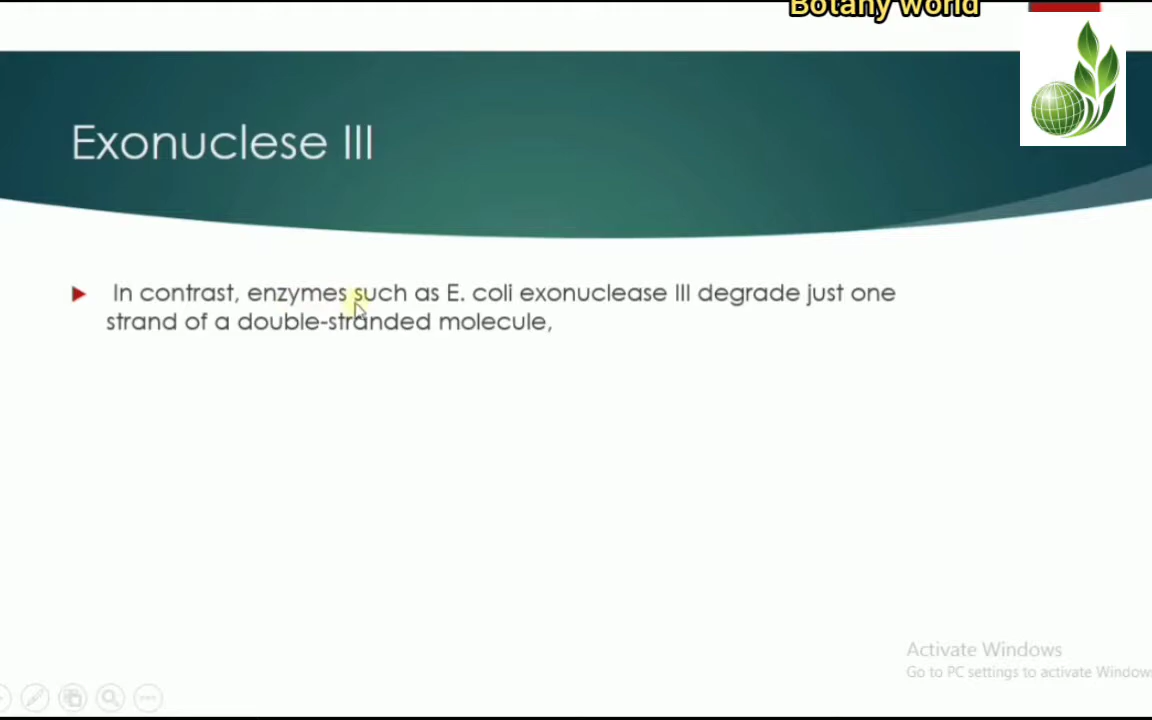 Botany world
Exonuclese III
In contrast, enzymes such as E. coli exonuclease III degrade just one
strand of a double-stranded molecule,
Activate Windows
Go to PC settings to activate Windows